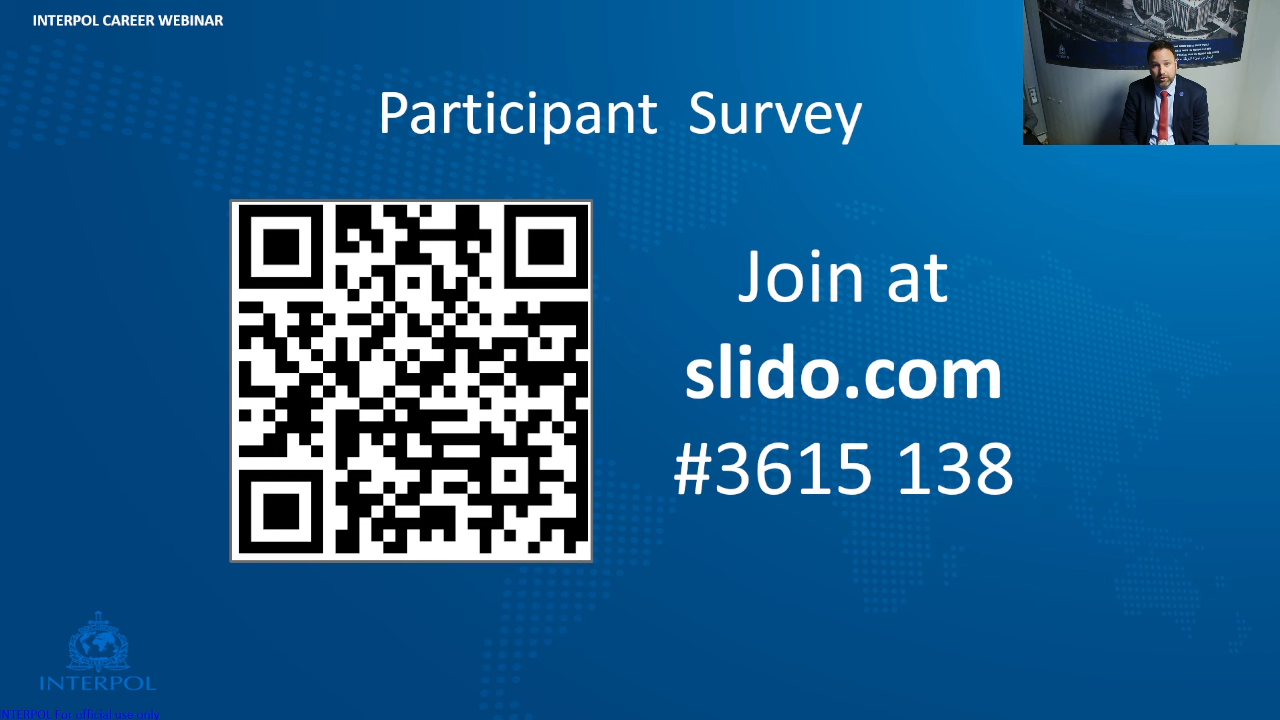 INTERPOL CAREER WEBINAR
Participant Survey
Join at
slido.com
#3615 138
INTERPOL
INTERPOL For official use only